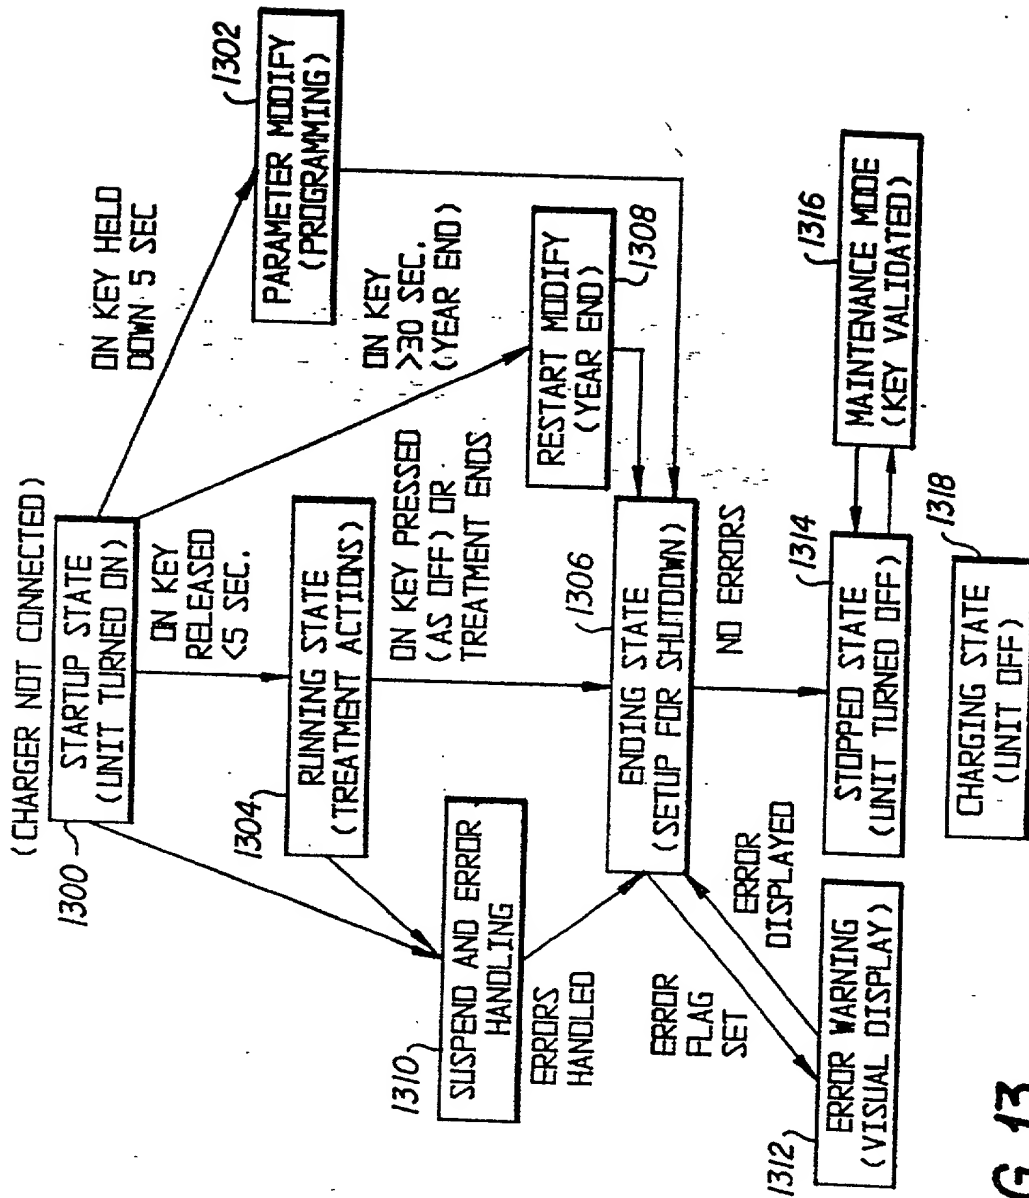 (CHARGER NOT CONNECTED)
1300
STARTUP STATE
(UNIT TURNED ON)
ON KEY HELD
DOWN 5 SEC
1302
PARAMETER MODIFY
(PROGRAMMING)
ON KEY
RELEASED
<5 SEC.
ON KEY
>30 SEC.
(YEAR END)
1304
RUNNING STATE
(TREATMENT ACTIONS)
1308
RESTART MODIFY
(YEAR END)
1310
SUSPEND AND ERROR
HANDLING
ON KEY PRESSED
(AS OFF) OR
TREATMENT ENDS
ERRORS
HANDLED
1306
ENDING STATE
(SETUP FOR SHUTDOWN)
ERROR
FLAG
SET
ERROR
DISPLAYED
NO ERRORS
1312
ERROR WARNING
(VISUAL DISPLAY)
1314
STOPPED STATE
(UNIT TURNED OFF)
1316
MAINTENANCE MODE
(KEY VALIDATED)
1318
CHARGING STATE
(UNIT OFF)
G 13